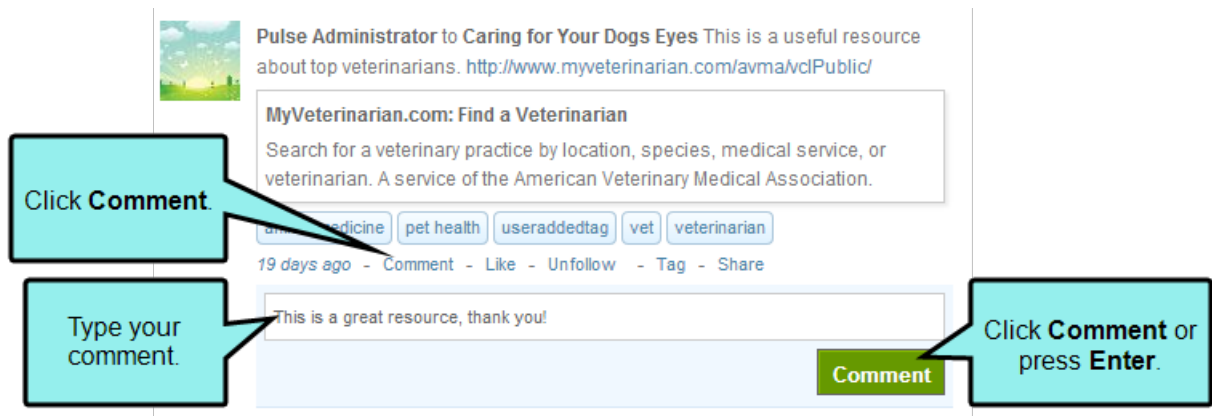 Pulse Administrator to Caring for Your Dogs Eyes This is a useful resource
about top veterinarians. http://www.myveterinarian.com/avma/vclPublic/
MyVeterinarian.com: Find a Veterinarian
Search for a veterinary practice by location, species, medical service, or
veterinarian. A service of the American Veterinary Medical Association.
Click Comment.
pet health useraddedtag vet veterinarian
19 days ago - Comment - Like - Unfollow - Tag - Share
Type your
comment.
This is a great resource, thank you!
Click Comment or
press Enter.
Comment